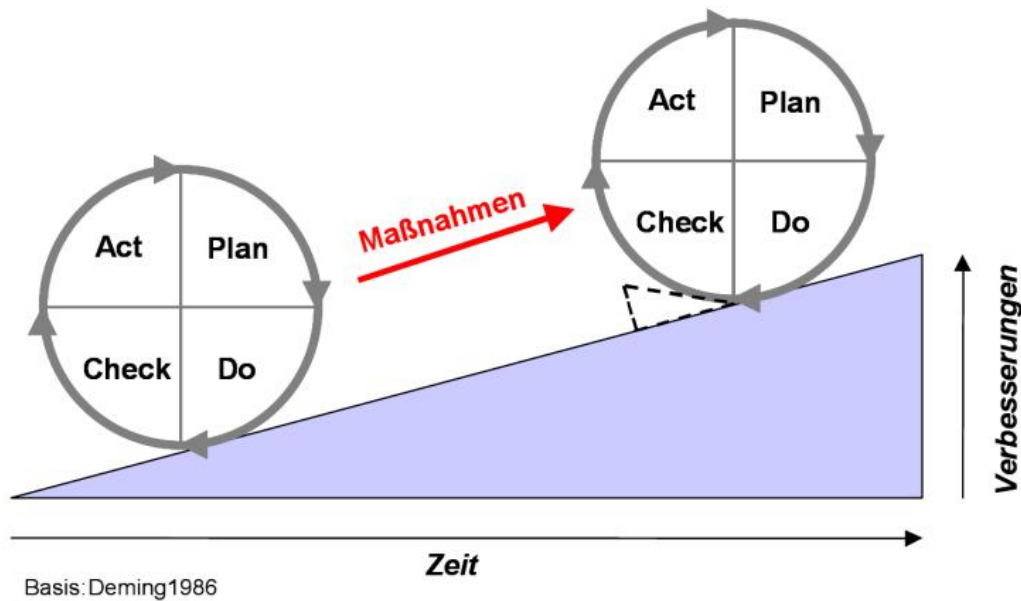 Act
Plan
Check
Do
Maßnahmen
Act
Plan
Check
Do
Verbesserungen
Zeit
Basis:Deming1986